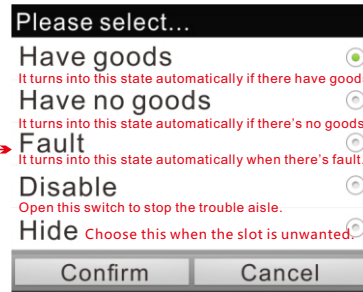 Please select...
Have goods
It turns into this state automatically if there have good
Have no goods
It turns into this state automatically if there's no goods
Fault
It turns into this state automatically when there's fault.
Disable
Open this switch to stop the trouble aisle.
Hide Choose this when the slot is unwanted.
Confirm Cancel